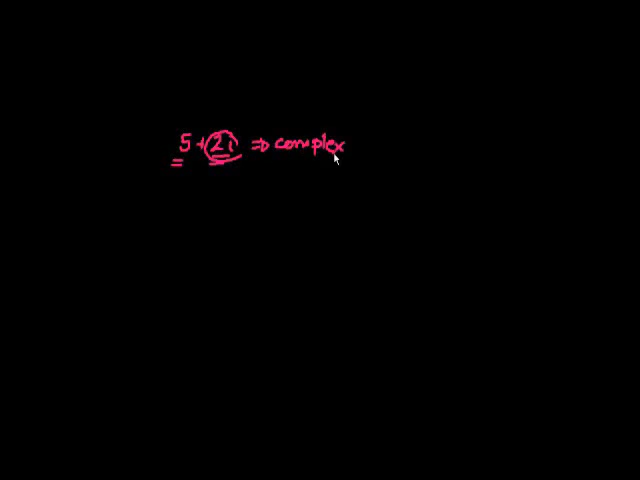 5 + 2i ⇒ complex